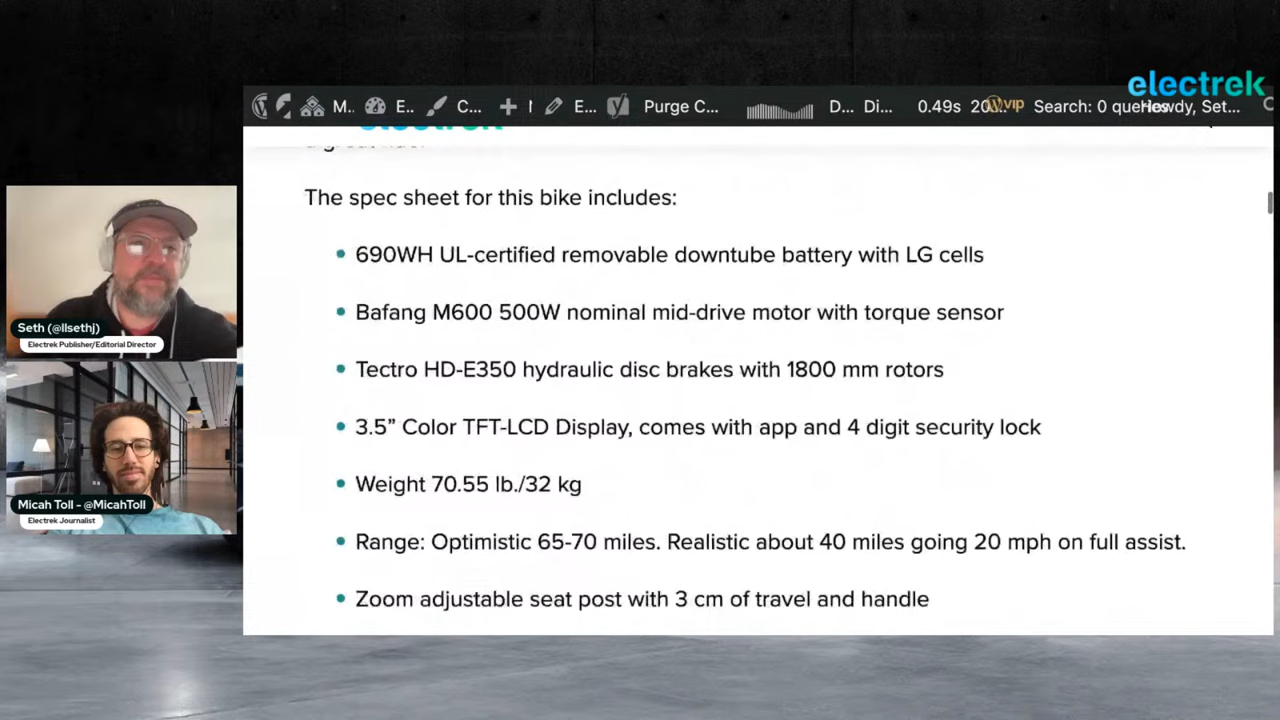 electrek
M.. E... C... + E... Purge C... D... Di... 0.49s 20... vip Search: 0 queries Howdy, Set...
electrek
The spec sheet for this bike includes:
690WH UL-certified removable downtube battery with LG cells
Bafang M600 500W nominal mid-drive motor with torque sensor
Tectro HD-E350 hydraulic disc brakes with 1800 mm rotors
3.5” Color TFT-LCD Display, comes with app and 4 digit security lock
Weight 70.55 lb./32 kg
Range: Optimistic 65-70 miles. Realistic about 40 miles going 20 mph on full assist.
Zoom adjustable seat post with 3 cm of travel and handle
Seth (@llsethj)
Electrek Publisher/Editorial Director
Micah Toll - @MicahToll
Electrek Journalist